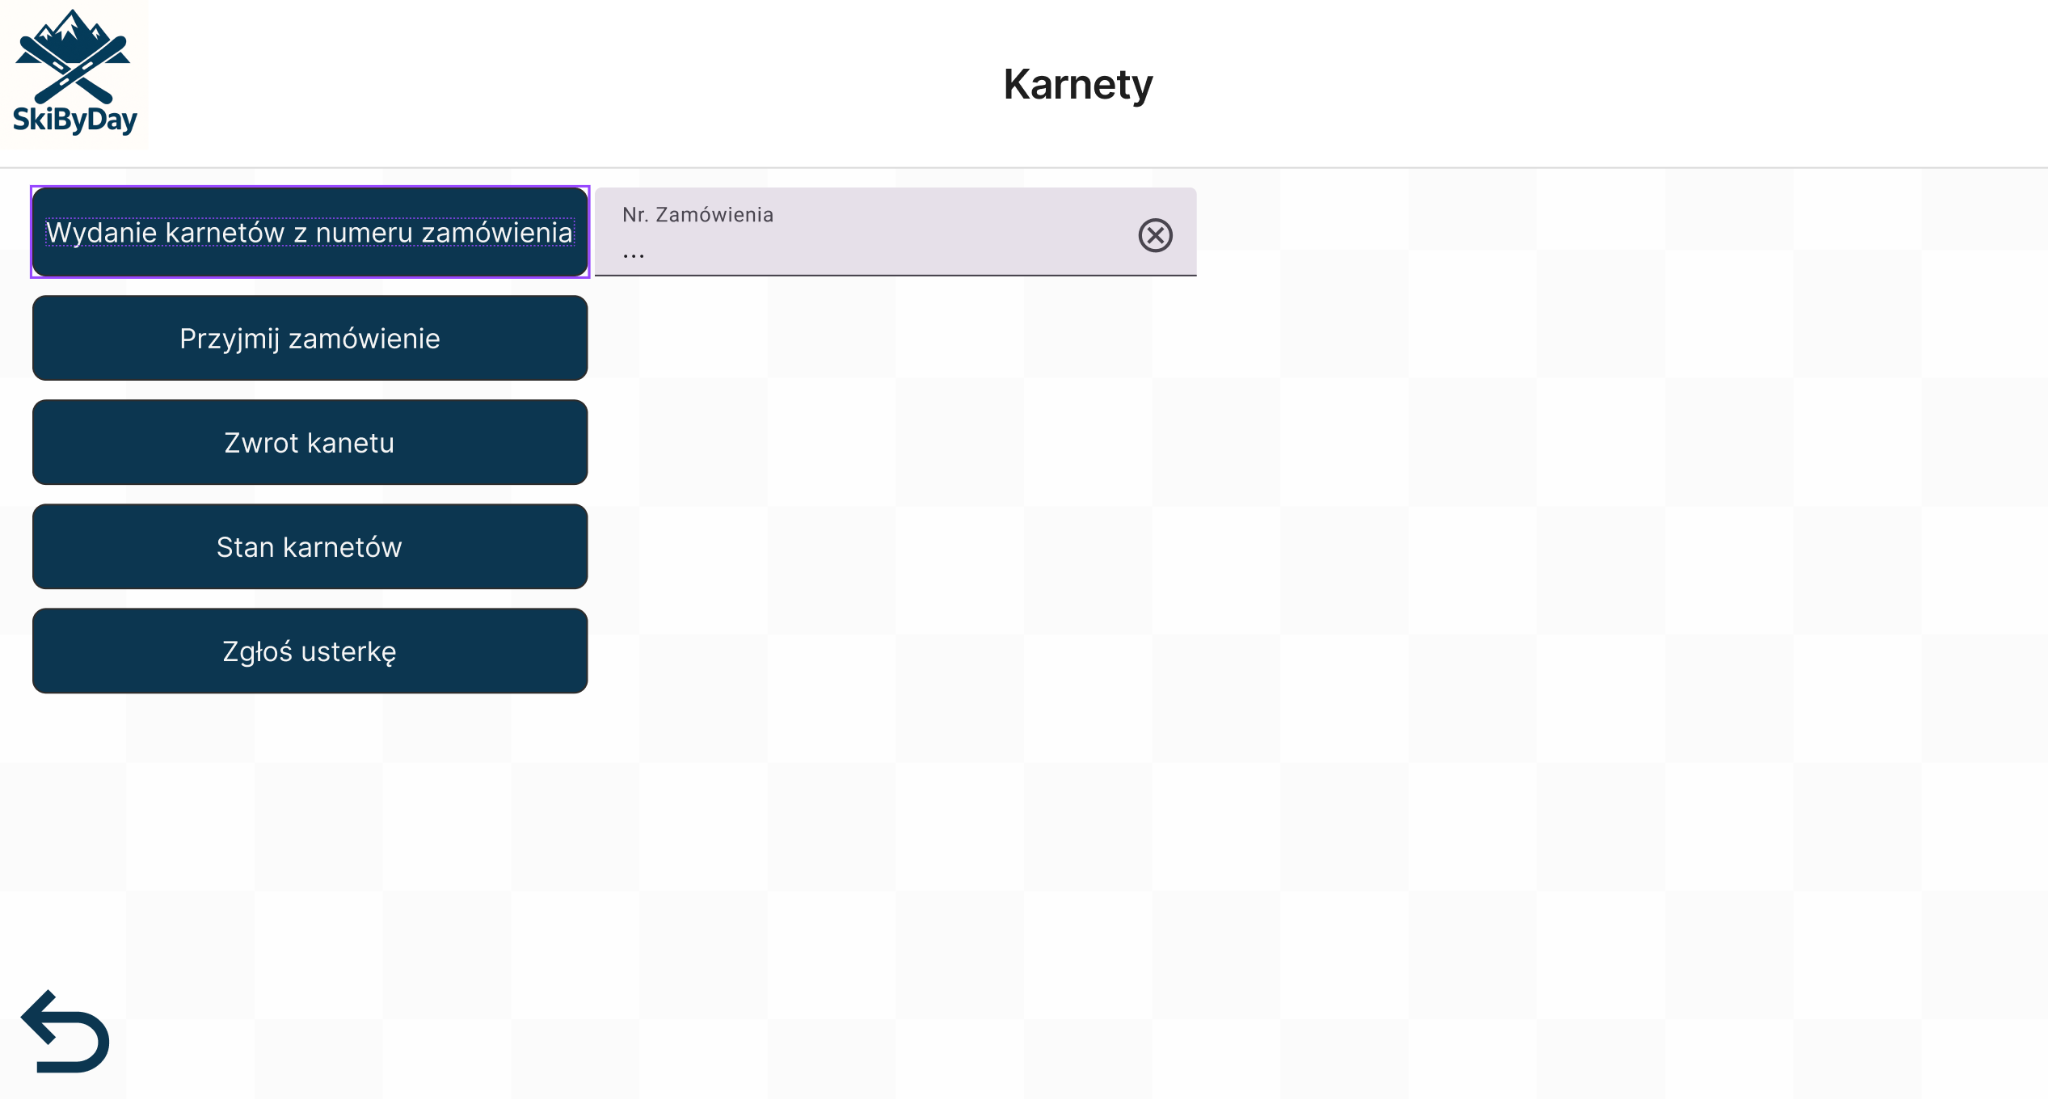 SkiByDay
Karnety
Wydanie karnetów z numeru zamówienia
Nr. Zamówienia
...
Przyjmij zamówienie
Zwrot kanetu
Stan karnetów
Zgłoś usterkę